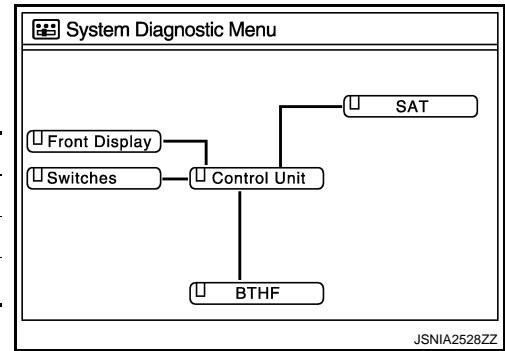 System Diagnostic Menu
SAT
Front Display
Switches
Control Unit
BTHF
JSNIA2528ZZ